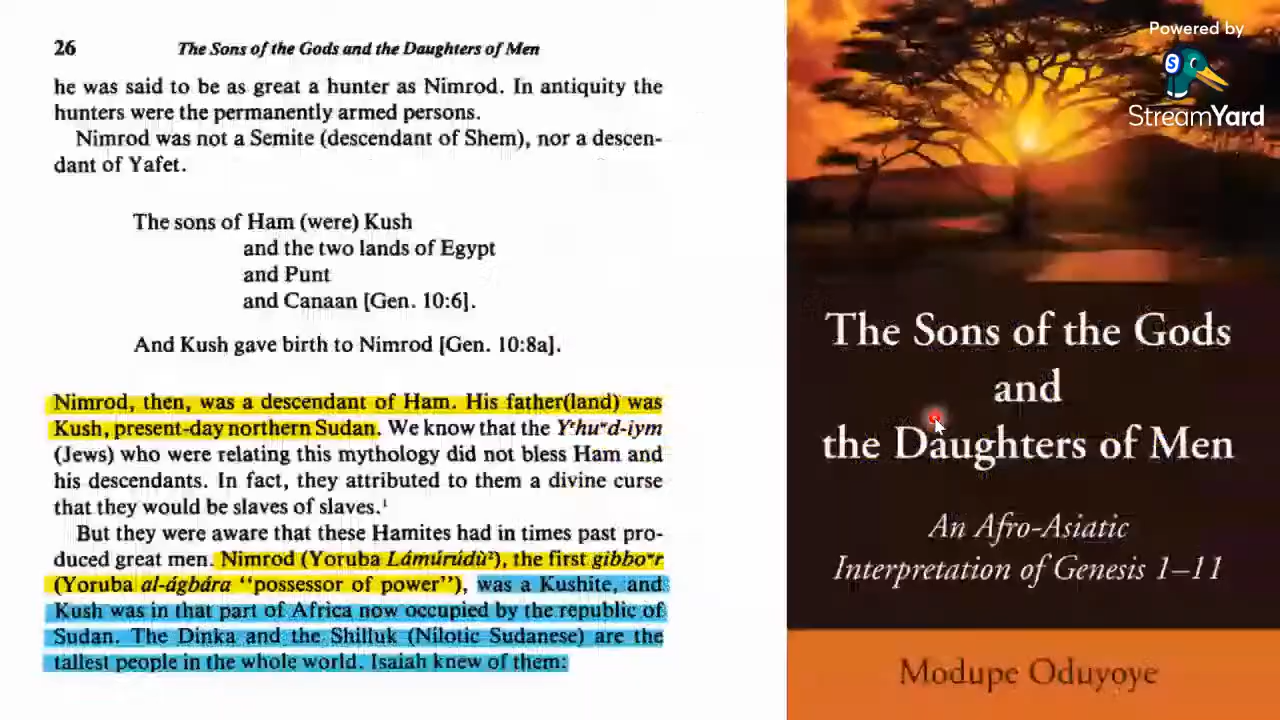 26 The Sons of the Gods and the Daughters of Men
he was said to be as great a hunter as Nimrod. In antiquity the
hunters were the permanently armed persons.
Nimrod was not a Semite (descendant of Shem), nor a descen-
dant of Yafet.
The sons of Ham (were) Kush
and the two lands of Egypt
and Punt
and Canaan [Gen. 10:6].
And Kush gave birth to Nimrod [Gen. 10:8a].
Nimrod, then, was a descendant of Ham. His father(land) was
Kush, present-day northern Sudan. We know that the Yᵉhuʷd-iym
(Jews) who were relating this mythology did not bless Ham and
his descendants. In fact, they attributed to them a divine curse
that they would be slaves of slaves.¹
But they were aware that these Hamites had in times past pro-
duced great men. Nimrod (Yoruba Lámúrúdù²), the first gibboʷr
(Yoruba al-ágbára "possessor of power"), was a Kushite, and
Kush was in that part of Africa now occupied by the republic of
Sudan. The Dinka and the Shilluk (Nilotic Sudanese) are the
tallest people in the whole world. Isaiah knew of them:
Powered by
S
StreamYard
The Sons of the Gods
and
the Daughters of Men
An Afro-Asiatic
Interpretation of Genesis 1–11
Modupe Oduyoye